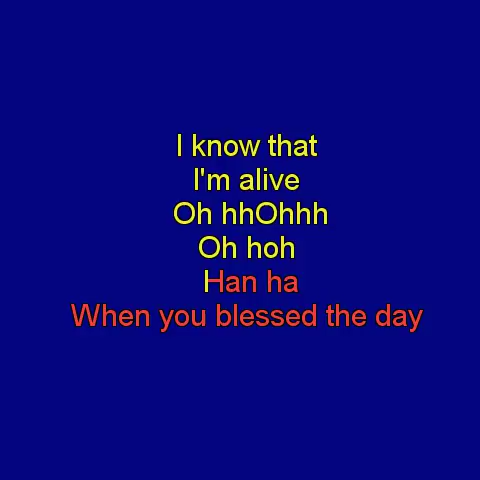 I know that
I'm alive
Oh hhOhhh
Oh hoh
Han ha
When you blessed the day